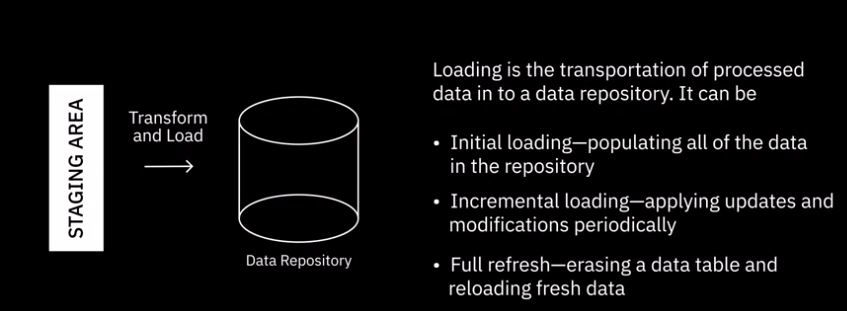 STAGING AREA
Transform
and Load
Data Repository
Loading is the transportation of processed
data in to a data repository. It can be
• Initial loading—populating all of the data
in the repository
• Incremental loading—applying updates and
modifications periodically
• Full refresh—erasing a data table and
reloading fresh data